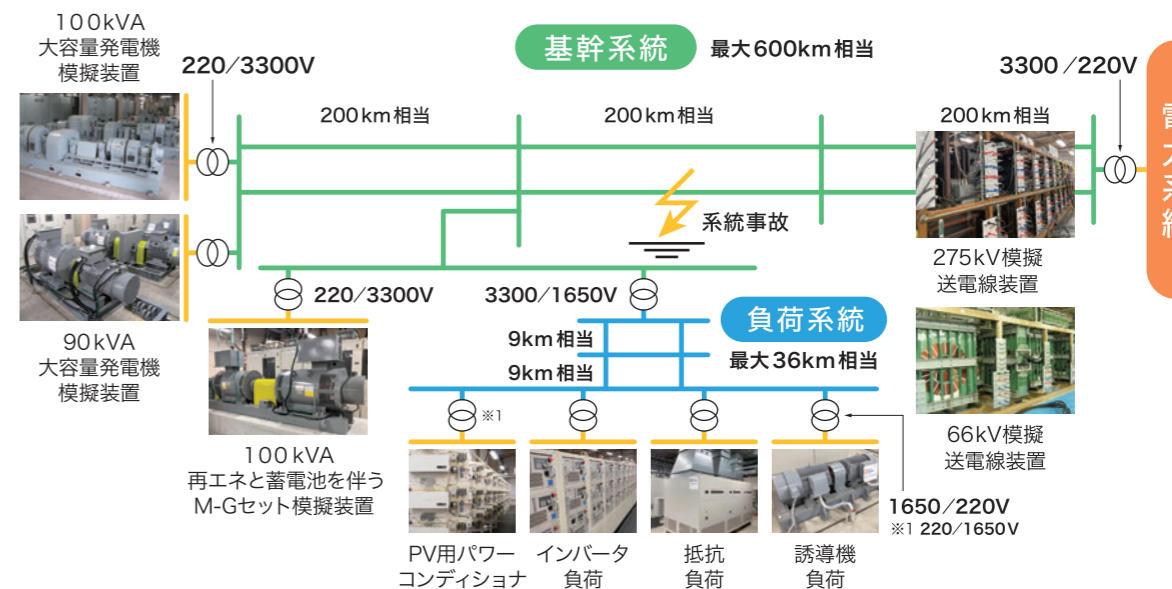 100kVA
大容量発電機
模擬装置
220/3300V
基幹系統
最大600km相当
3300/220V
200km相当
200km相当
200km相当
系統事故
275kV模擬
送電線装置
90kVA
大容量発電機
模擬装置
220/3300V
3300/1650V
負荷系統
最大36km相当
9km相当
9km相当
※1
100kVA
再エネと蓄電池を伴う
M-Gセット模擬装置
66kV模擬
送電線装置
1650/220V
※1 220/1650V
PV用パワー
コンディショナ
インバータ
負荷
抵抗
負荷
誘導機
負荷